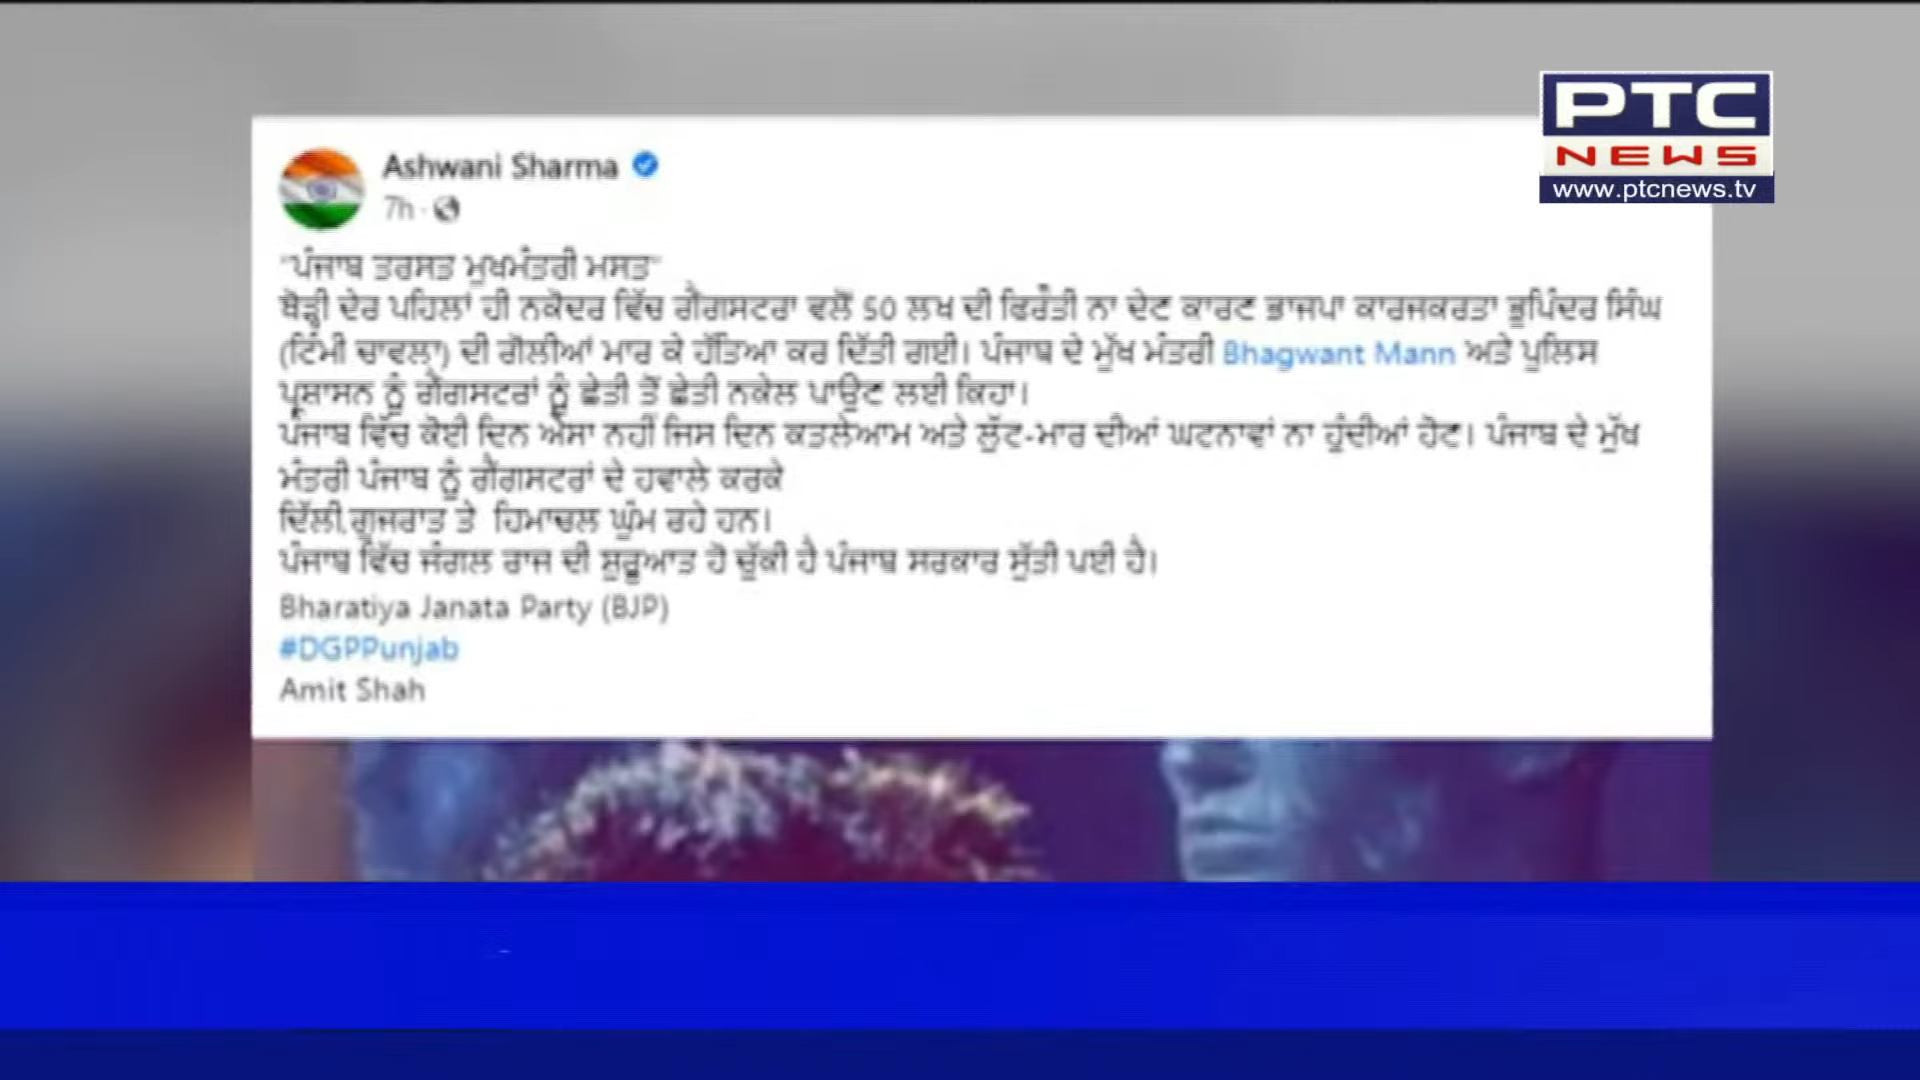 PTC
NEWS
www.ptcnews.tv
Ashwani Sharma
7h ·
"ਪੰਜਾਬ ਤਰਸਤ ਮੁਖਮੰਤਰੀ ਮਸਤ"
ਥੋੜ੍ਹੀ ਦੇਰ ਪਹਿਲਾਂ ਹੀ ਨਕੋਦਰ ਵਿੱਚ ਗੈਂਗਸਟਰਾ ਵਲੋਂ 50 ਲਖ ਦੀ ਫਿਰੌਤੀ ਨਾ ਦੇਣ ਕਾਰਣ ਭਾਜਪਾ ਕਾਰਜਕਰਤਾ ਭੂਪਿੰਦਰ ਸਿੰਘ
(ਟਿੰਮੀ ਚਾਵਲਾ) ਦੀ ਗੋਲੀਆਂ ਮਾਰ ਕੇ ਹੱਤਿਆ ਕਰ ਦਿੱਤੀ ਗਈ। ਪੰਜਾਬ ਦੇ ਮੁੱਖ ਮੰਤਰੀ Bhagwant Mann ਅਤੇ ਪੁਲਿਸ
ਪ੍ਰਸ਼ਾਸਨ ਨੂੰ ਗੈਂਗਸਟਰਾਂ ਨੂੰ ਛੇਤੀ ਤੋਂ ਛੇਤੀ ਨਕੇਲ ਪਾਉਣ ਲਈ ਕਿਹਾ।
ਪੰਜਾਬ ਵਿੱਚ ਕੋਈ ਦਿਨ ਐਸਾ ਨਹੀਂ ਜਿਸ ਦਿਨ ਕਤਲੇਆਮ ਅਤੇ ਲੁੱਟ-ਮਾਰ ਦੀਆਂ ਘਟਨਾਵਾਂ ਨਾ ਹੁੰਦੀਆਂ ਹੋਣ। ਪੰਜਾਬ ਦੇ ਮੁੱਖ
ਮੰਤਰੀ ਪੰਜਾਬ ਨੂੰ ਗੈਂਗਸਟਰਾਂ ਦੇ ਹਵਾਲੇ ਕਰਕੇ
ਦਿੱਲੀ,ਗੁਜਰਾਤ ਤੇ ਹਿਮਾਚਲ ਘੁੰਮ ਰਹੇ ਹਨ।
ਪੰਜਾਬ ਵਿੱਚ ਜੰਗਲ ਰਾਜ ਦੀ ਸ਼ੁਰੂਆਤ ਹੋ ਚੁੱਕੀ ਹੈ ਪੰਜਾਬ ਸਰਕਾਰ ਸੁੱਤੀ ਪਈ ਹੈ।
Bharatiya Janata Party (BJP)
#DGPPunjab
Amit Shah